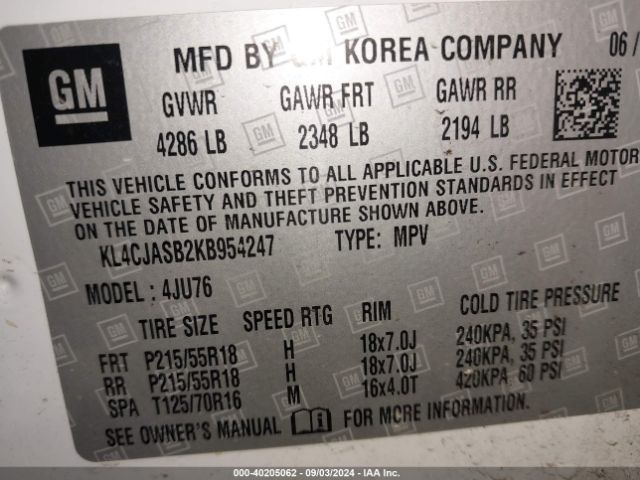 GM
MFD BY GM KOREA COMPANY 06/
GVWR GAWR FRT GAWR RR
4286 LB 2348 LB 2194 LB
THIS VEHICLE CONFORMS TO ALL APPLICABLE U.S. FEDERAL MOTOR
VEHICLE SAFETY AND THEFT PREVENTION STANDARDS IN EFFECT
ON THE DATE OF MANUFACTURE SHOWN ABOVE.
KL4CJASB2KB954247 TYPE: MPV
MODEL: 4JU76
TIRE SIZE SPEED RTG RIM COLD TIRE PRESSURE
FRT P215/55R18 H 18x7.0J 240KPA, 35 PSI
RR P215/55R18 H 18x7.0J 240KPA, 35 PSI
SPA T125/70R16 M 16x4.0T 420KPA, 60 PSI
SEE OWNER'S MANUAL FOR MORE INFORMATION.
000-40205062 - 09/03/2024 - IAA Inc.